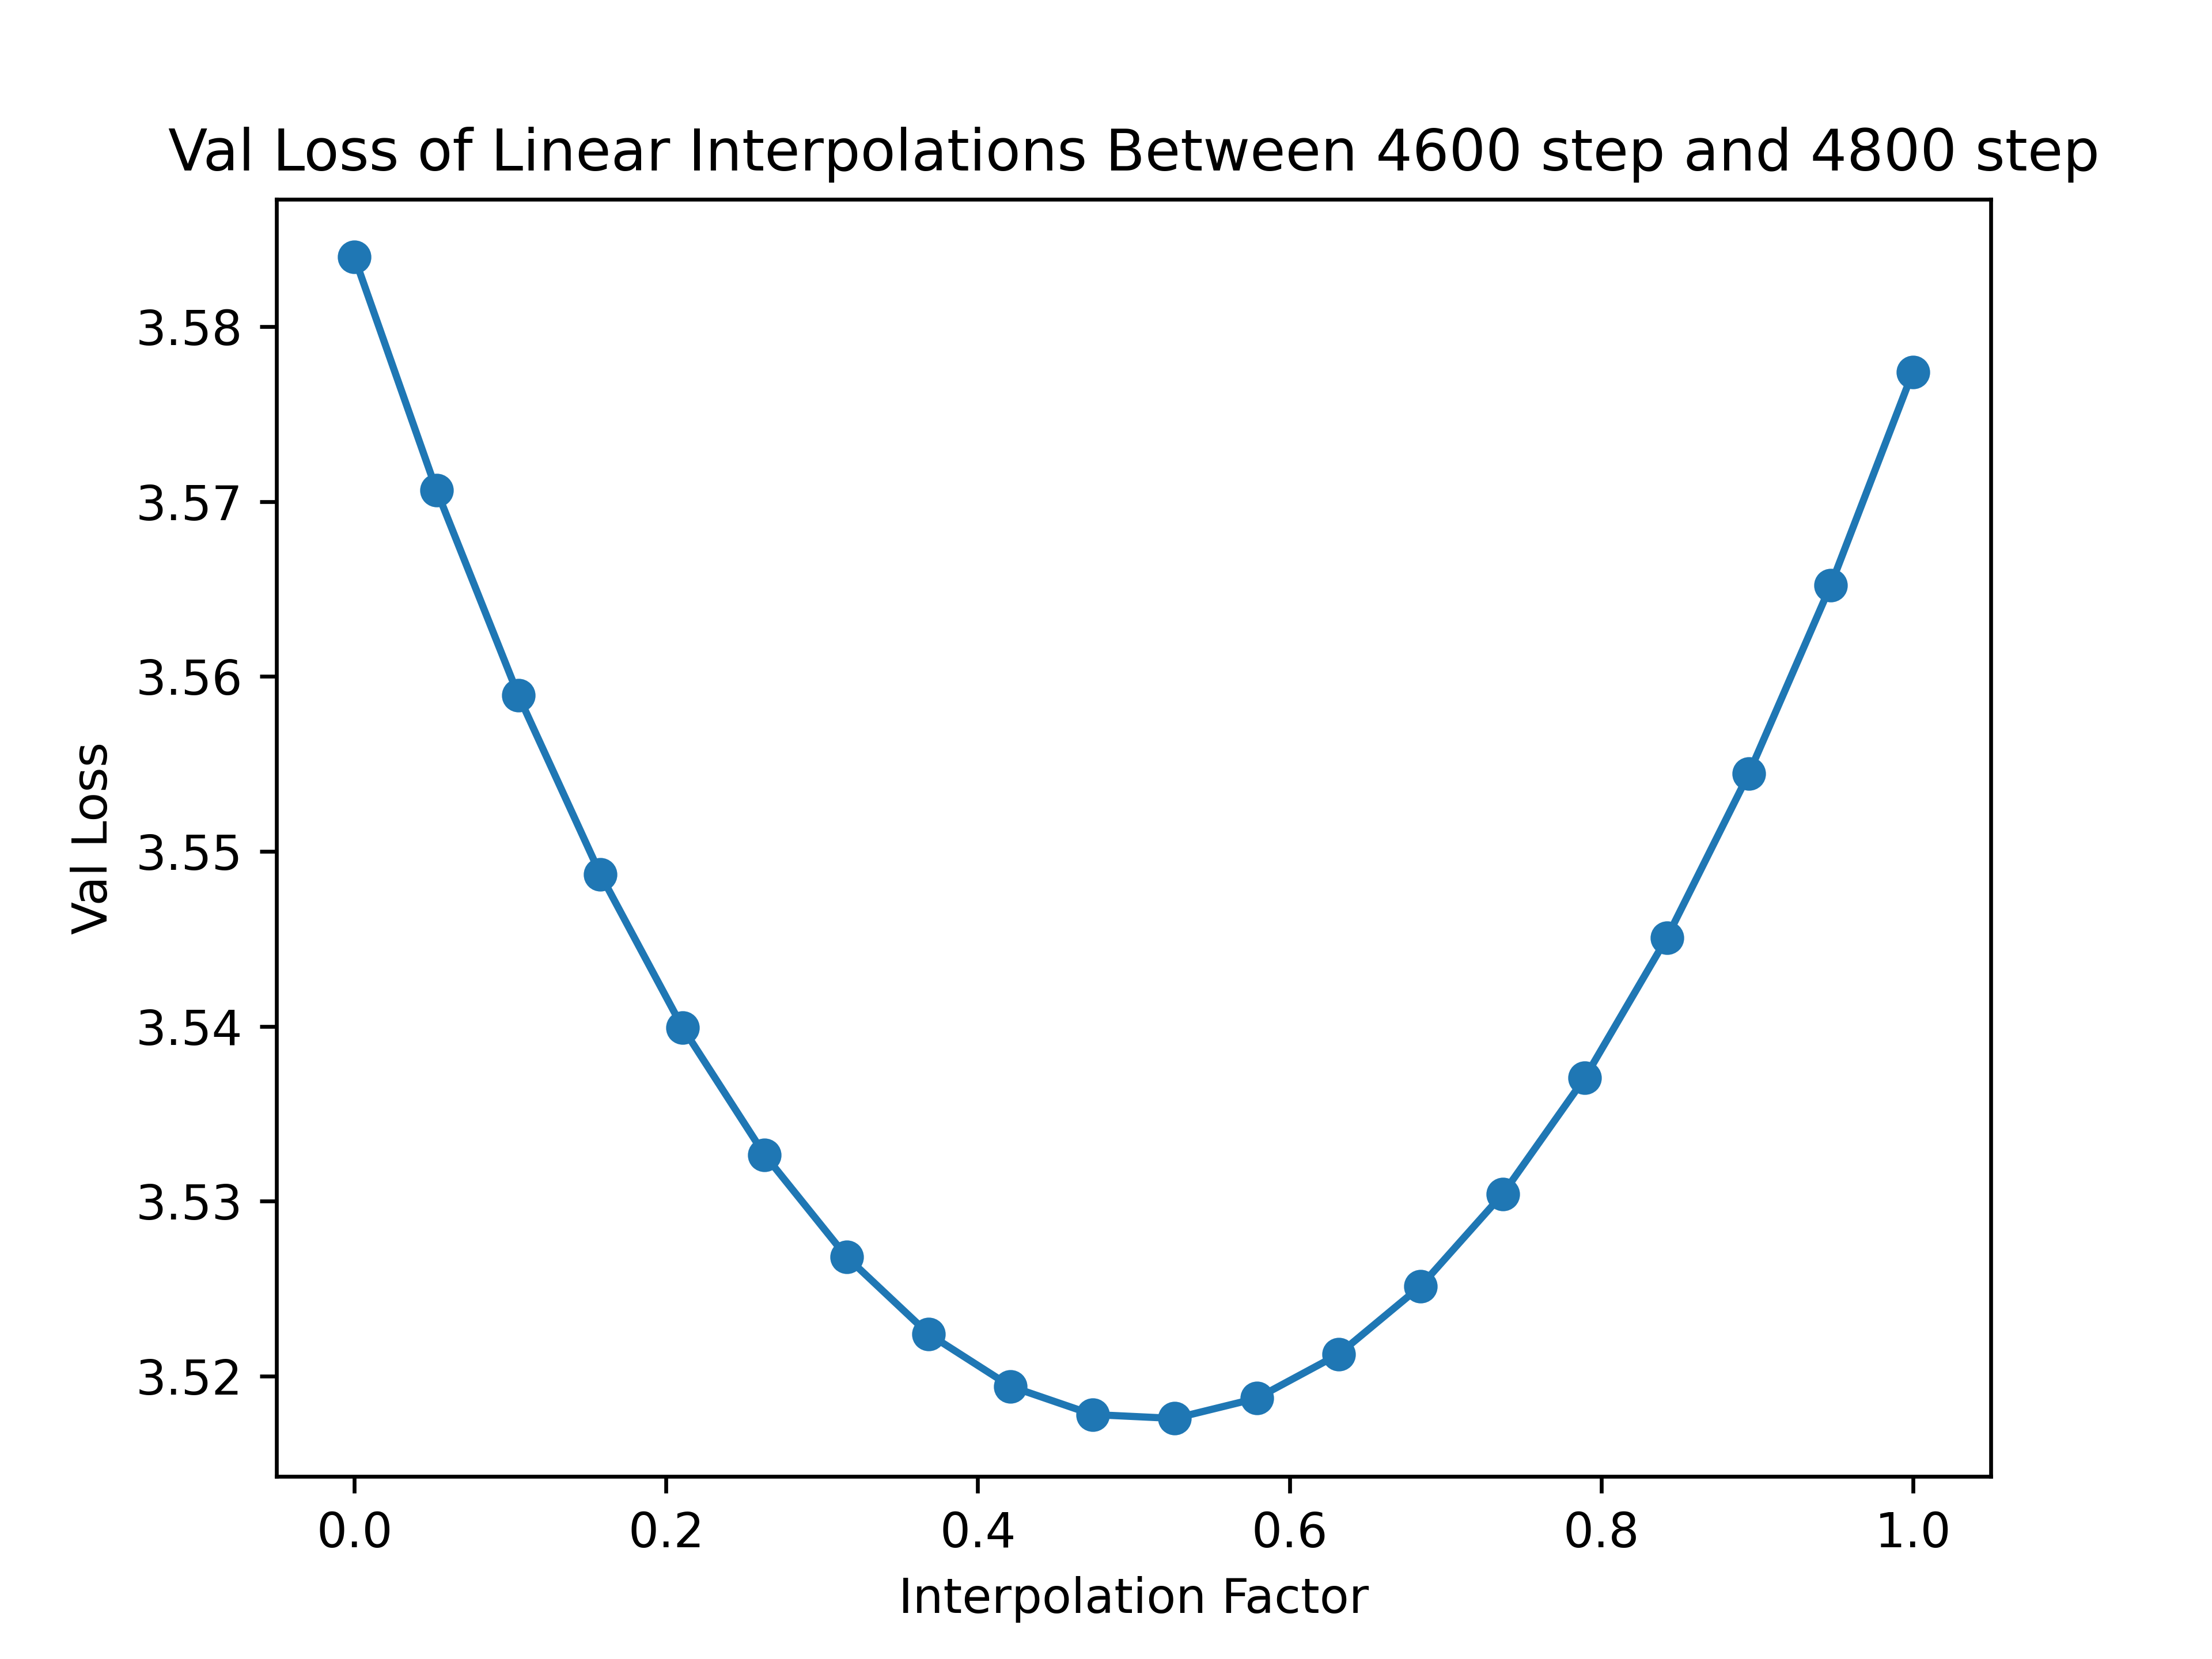 Val Loss of Linear Interpolations Between 4600 step and 4800 step
Val Loss
3.58
3.57
3.56
3.55
3.54
3.53
3.52
0.0 0.2 0.4 0.6 0.8 1.0
Interpolation Factor